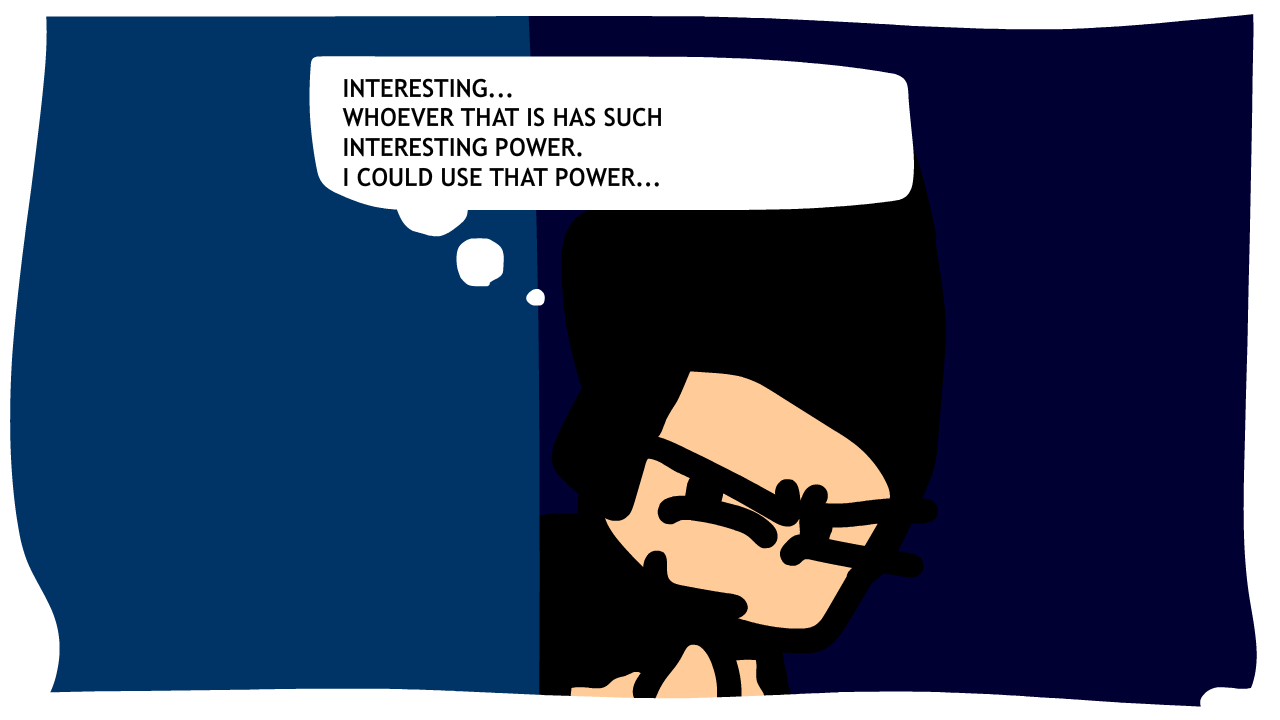 INTERESTING...
WHOEVER THAT IS HAS SUCH
INTERESTING POWER.
I COULD USE THAT POWER...